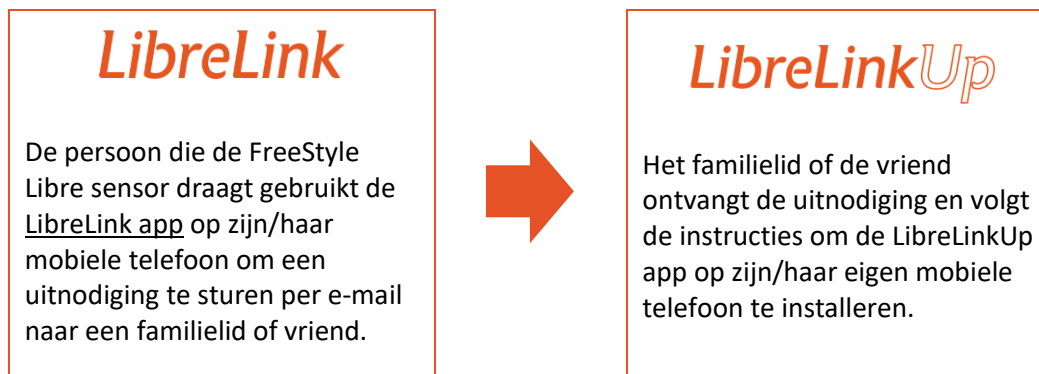 LibreLink
De persoon die de FreeStyle
Libre sensor draagt gebruikt de
LibreLink app op zijn/haar
mobiele telefoon om een
uitnodiging te sturen per e-mail
naar een familielid of vriend.
LibreLinkUp
Het familielid of de vriend
ontvangt de uitnodiging en volgt
de instructies om de LibreLinkUp
app op zijn/haar eigen mobiele
telefoon te installeren.